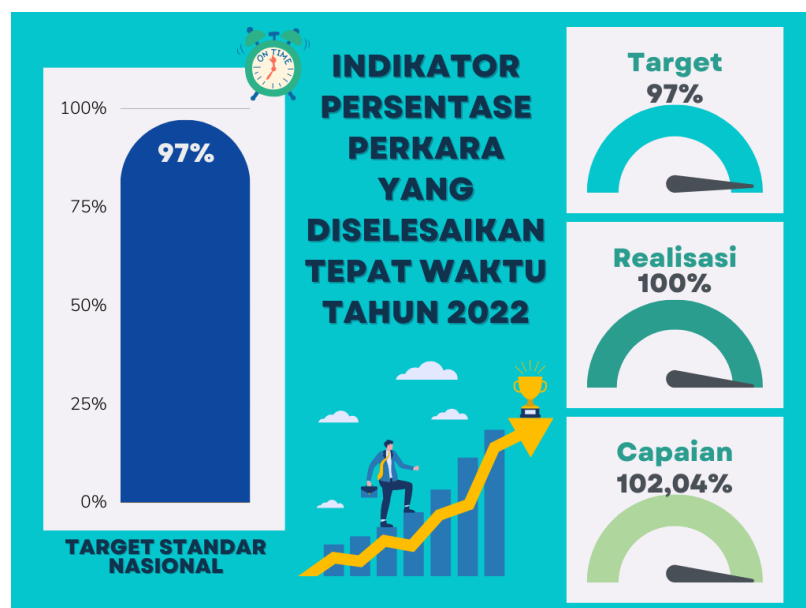 ON TIME
100%
97%
75%
50%
25%
0%
TARGET STANDAR
NASIONAL
INDIKATOR
PERSENTASE
PERKARA
YANG
DISELESAIKAN
TEPAT WAKTU
TAHUN 2022
Target
97%
Realisasi
100%
Capaian
102,04%